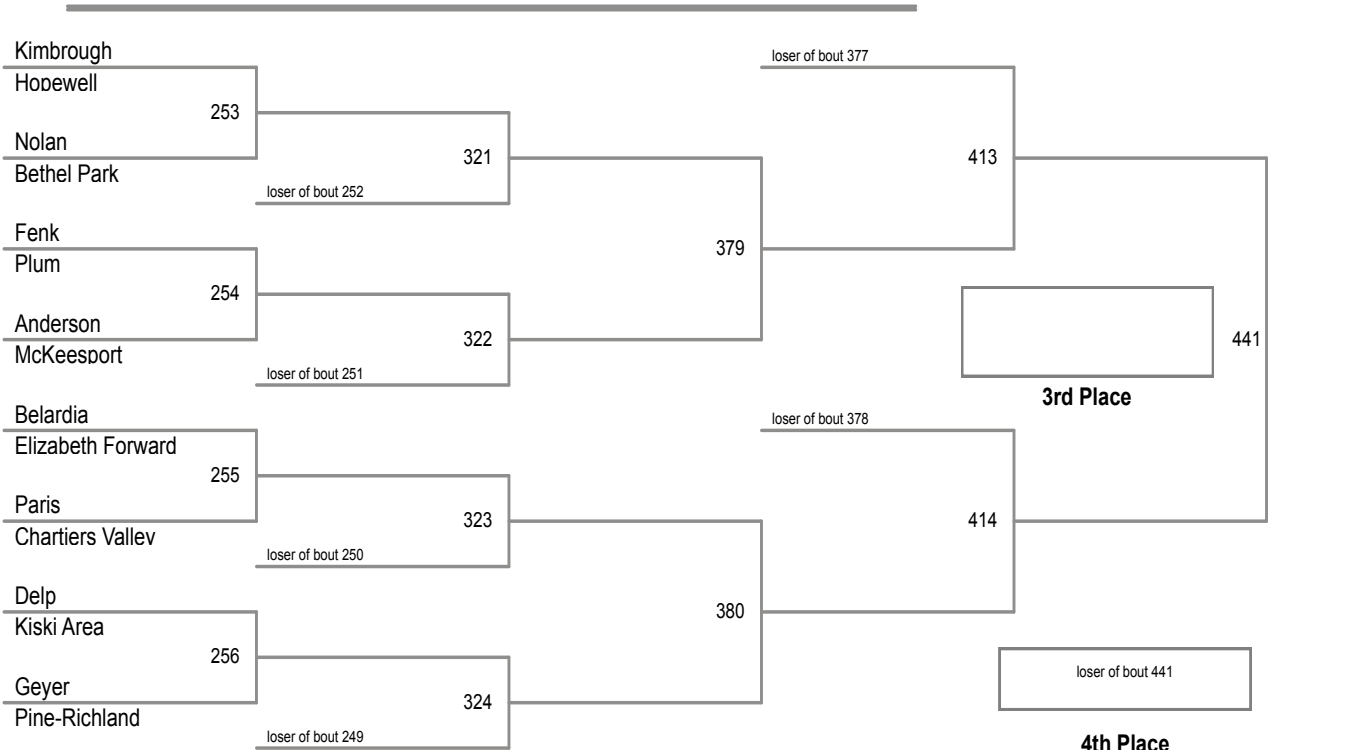 Kimbrough
loser of bout 377
Hopewell
253
Nolan
321
413
Bethel Park
loser of bout 252
Fenk
379
Plum
254
Anderson
322
441
McKeesport
loser of bout 251
3rd Place
Belardia
loser of bout 378
Elizabeth Forward
255
Paris
323
414
Chartiers Valley
loser of bout 250
Delp
380
Kiski Area
256
loser of bout 441
Geyer
324
Pine-Richland
loser of bout 249
4th Place